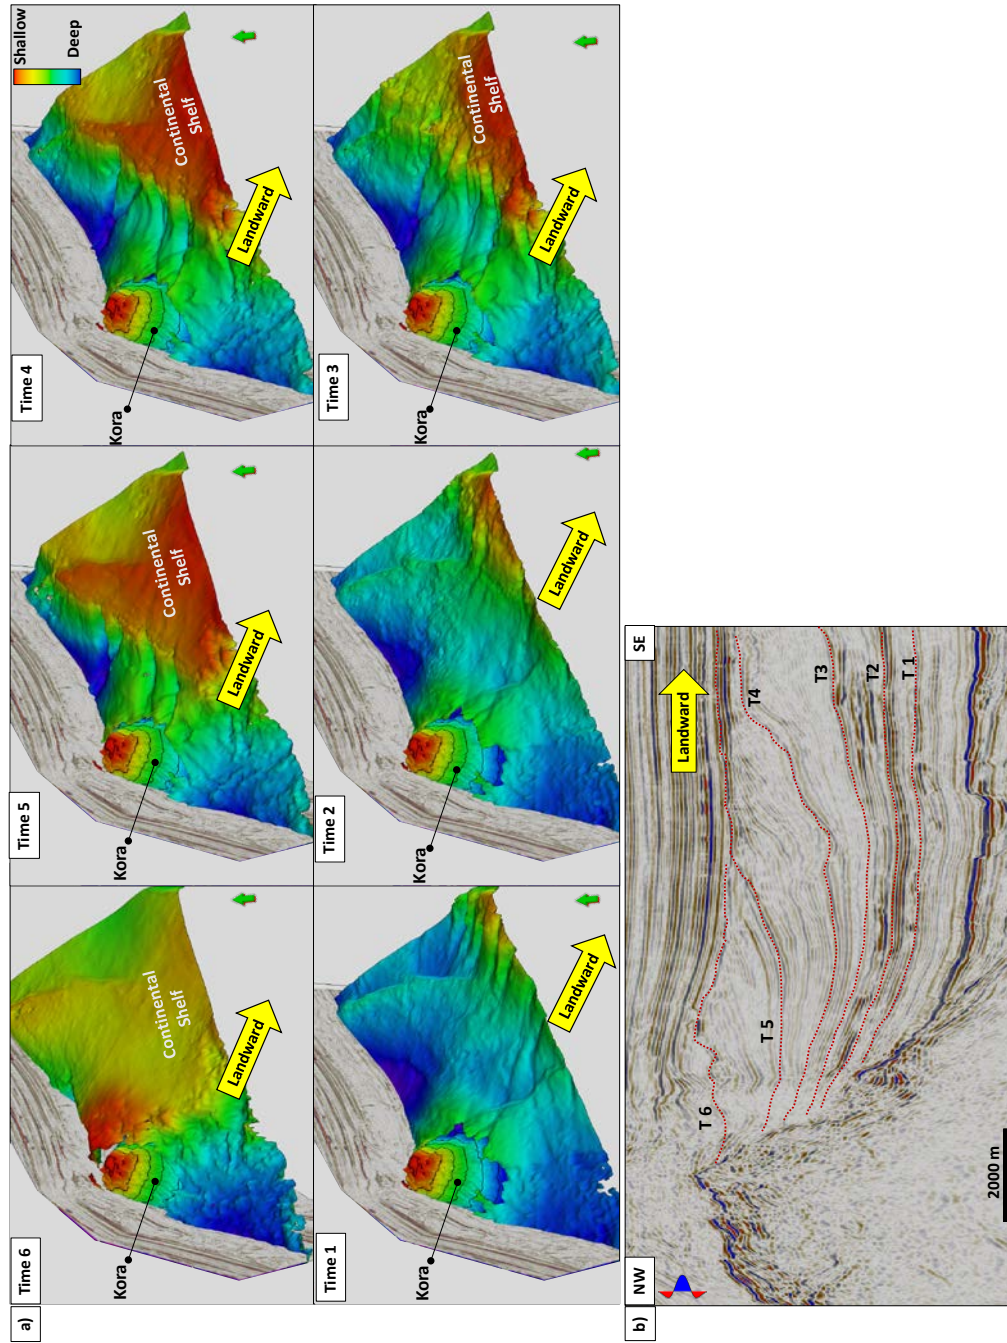 a)
Time 6
Kora
Continental
Shelf
Landward
Time 5
Kora
Continental
Shelf
Landward
Time 4
Shallow
Deep
Kora
Continental
Shelf
Landward
Time 1
Kora
Landward
Time 2
Kora
Landward
Time 3
Kora
Continental
Shelf
Landward
b)
NW
SE
Landward
T 6
T 5
T4
T3
T2
T 1
2000 m